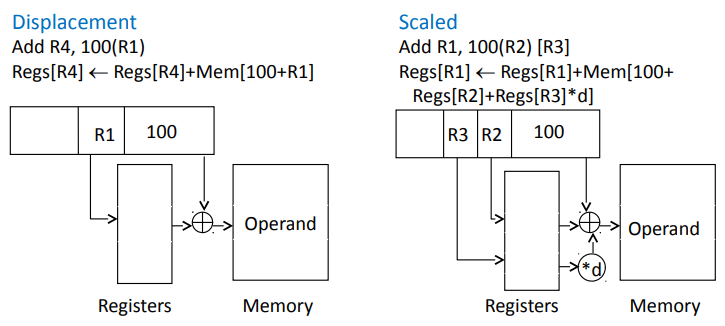 Displacement
Add R4, 100(R1)
Regs[R4] ← Regs[R4]+Mem[100+R1]
R1 100
Operand
Registers Memory
Scaled
Add R1, 100(R2) [R3]
Regs[R1] ← Regs[R1]+Mem[100+
Regs[R2]+Regs[R3]*d]
R3 R2 100
Operand
*d
Registers Memory